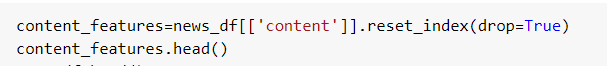 content_features=news_df[['content']].reset_index(drop=True)
content_features.head()